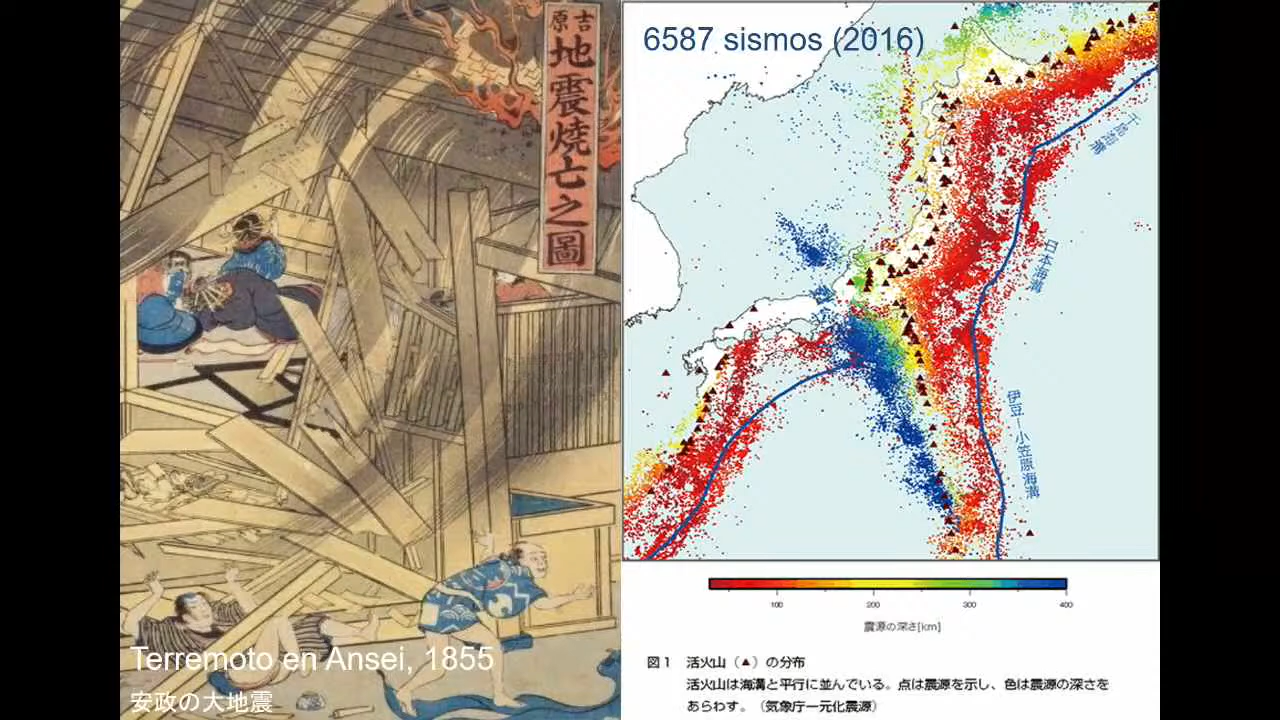 吉原
地震焼亡之圖
Terremoto en Ansei, 1855
安政の大地震
6587 sismos (2016)
千島海溝
日本海溝
伊豆ー小笠原海溝
100 200 300 400
震源の深さ[km]
図1 活火山（▲）の分布
活火山は海溝と平行に並んでいる。点は震源を示し、色は震源の深さを
あらわす。（気象庁一元化震源）